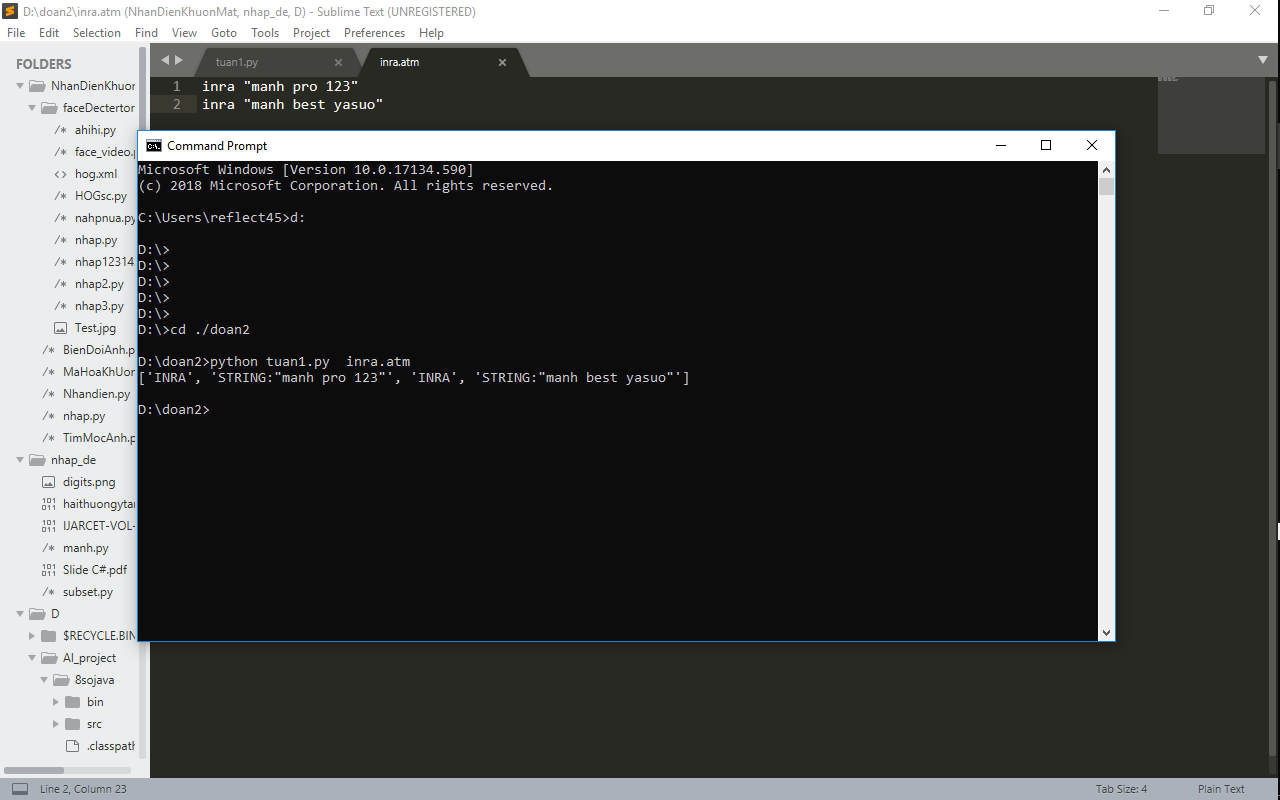 D:\doan2\inra.atm (NhanDienKhuonMat, nhap_de, D) - Sublime Text (UNREGISTERED)
File Edit Selection Find View Goto Tools Project Preferences Help
FOLDERS
NhanDienKhuon
faceDectertor
ahihi.py
face_video.p
hog.xml
HOGsc.py
nahpnua.py
nhap.py
nhap12314
nhap2.py
nhap3.py
Test.jpg
BienDoiAnh.p
MaHoaKhUon
Nhandien.py
nhap.py
TimMocAnh.p
nhap_de
digits.png
haithuongytan
IJARCET-VOL-
manh.py
Slide C#.pdf
subset.py
D
$RECYCLE.BIN
AI_project
8sojava
bin
src
.classpath
tuan1.py
inra.atm
1 inra "manh pro 123"
2 inra "manh best yasuo"
Command Prompt
Microsoft Windows [Version 10.0.17134.590]
(c) 2018 Microsoft Corporation. All rights reserved.
C:\Users\reflect45>d:
D:\>
D:\>
D:\>
D:\>
D:\>
D:\>cd ./doan2
D:\doan2>python tuan1.py  inra.atm
['INRA', 'STRING:"manh pro 123"', 'INRA', 'STRING:"manh best yasuo"']
D:\doan2>
Line 2, Column 23
Tab Size: 4
Plain Text